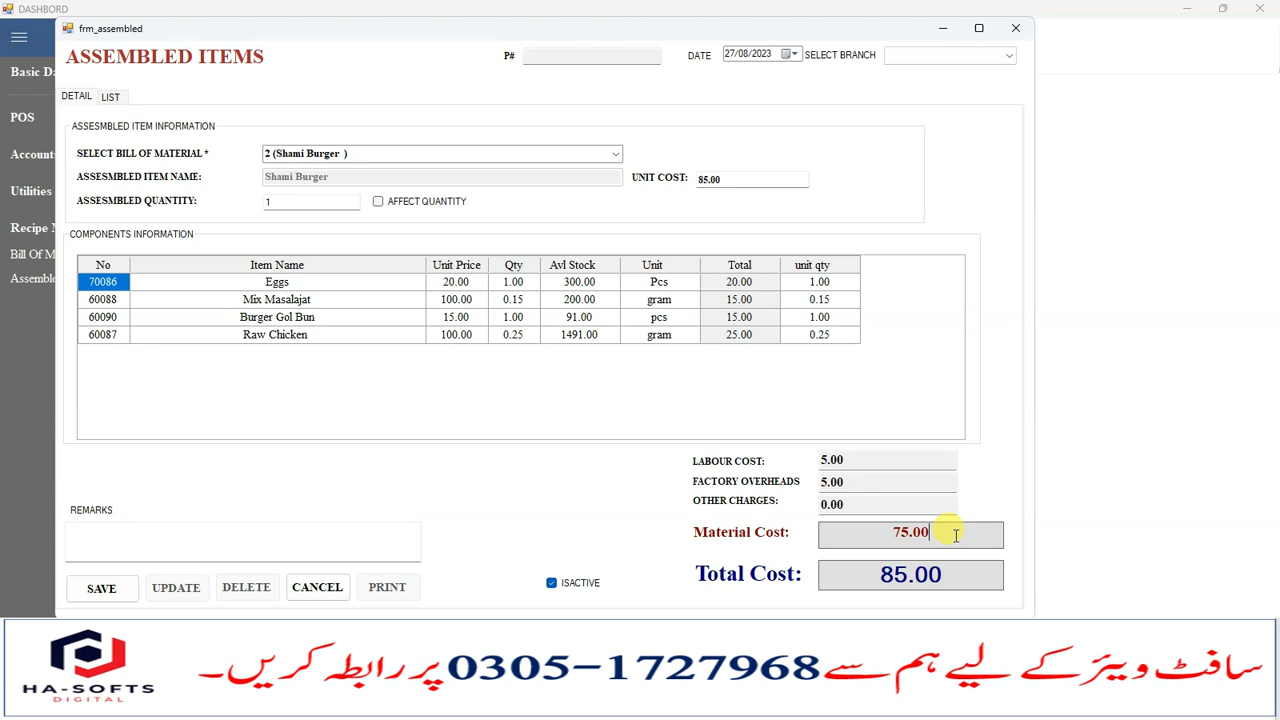 DASHBORD
frm_assembled
ASSEMBLED ITEMS
P#
DATE 27/08/2023 SELECT BRANCH
Basic Da
POS
Account
Utilities
Recipe M
Bill Of M
Assemble
DETAIL LIST
ASSESMBLED ITEM INFORMATION
SELECT BILL OF MATERIAL * 2 (Shami Burger )
ASSESMBLED ITEM NAME: Shami Burger UNIT COST: 85.00
ASSESMBLED QUANTITY: 1 AFFECT QUANTITY
COMPONENTS INFORMATION
No Item Name Unit Price Qty Avl Stock Unit Total unit qty
70086 Eggs 20.00 1.00 300.00 Pcs 20.00 1.00
60088 Mix Masalajat 100.00 0.15 200.00 gram 15.00 0.15
60090 Burger Gol Bun 15.00 1.00 91.00 pcs 15.00 1.00
60087 Raw Chicken 100.00 0.25 1491.00 gram 25.00 0.25
LABOUR COST: 5.00
FACTORY OVERHEADS 5.00
OTHER CHARGES: 0.00
Material Cost: 75.00
Total Cost: 85.00
REMARKS
SAVE UPDATE DELETE CANCEL PRINT
ISACTIVE
HA-SOFTS
DIGITAL
سافٹ ویئر کے لیے ہم سے 0305-1727968 پر رابطہ کریں۔